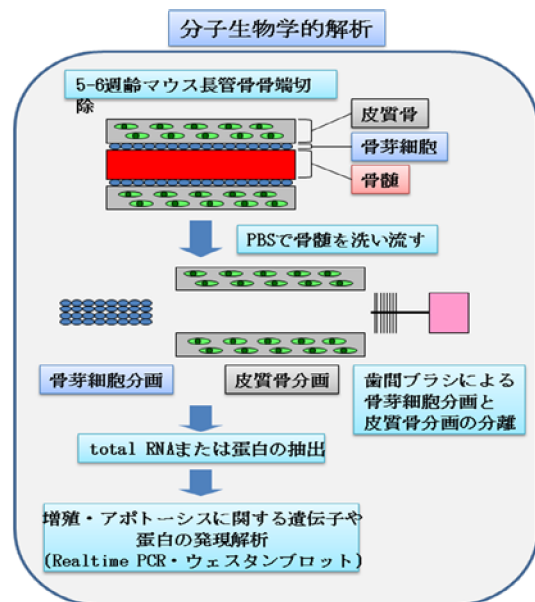 分子生物学的解析
5-6週齢マウス長管骨骨端切
除
皮質骨
骨芽細胞
骨髄
PBSで骨髄を洗い流す
骨芽細胞分画
皮質骨分画
歯間ブラシによる
骨芽細胞分画と
皮質骨分画の分離
total RNAまたは蛋白の抽出
増殖・アポトーシスに関する遺伝子や
蛋白の発現解析
(Realtime PCR・ウェスタンブロット)